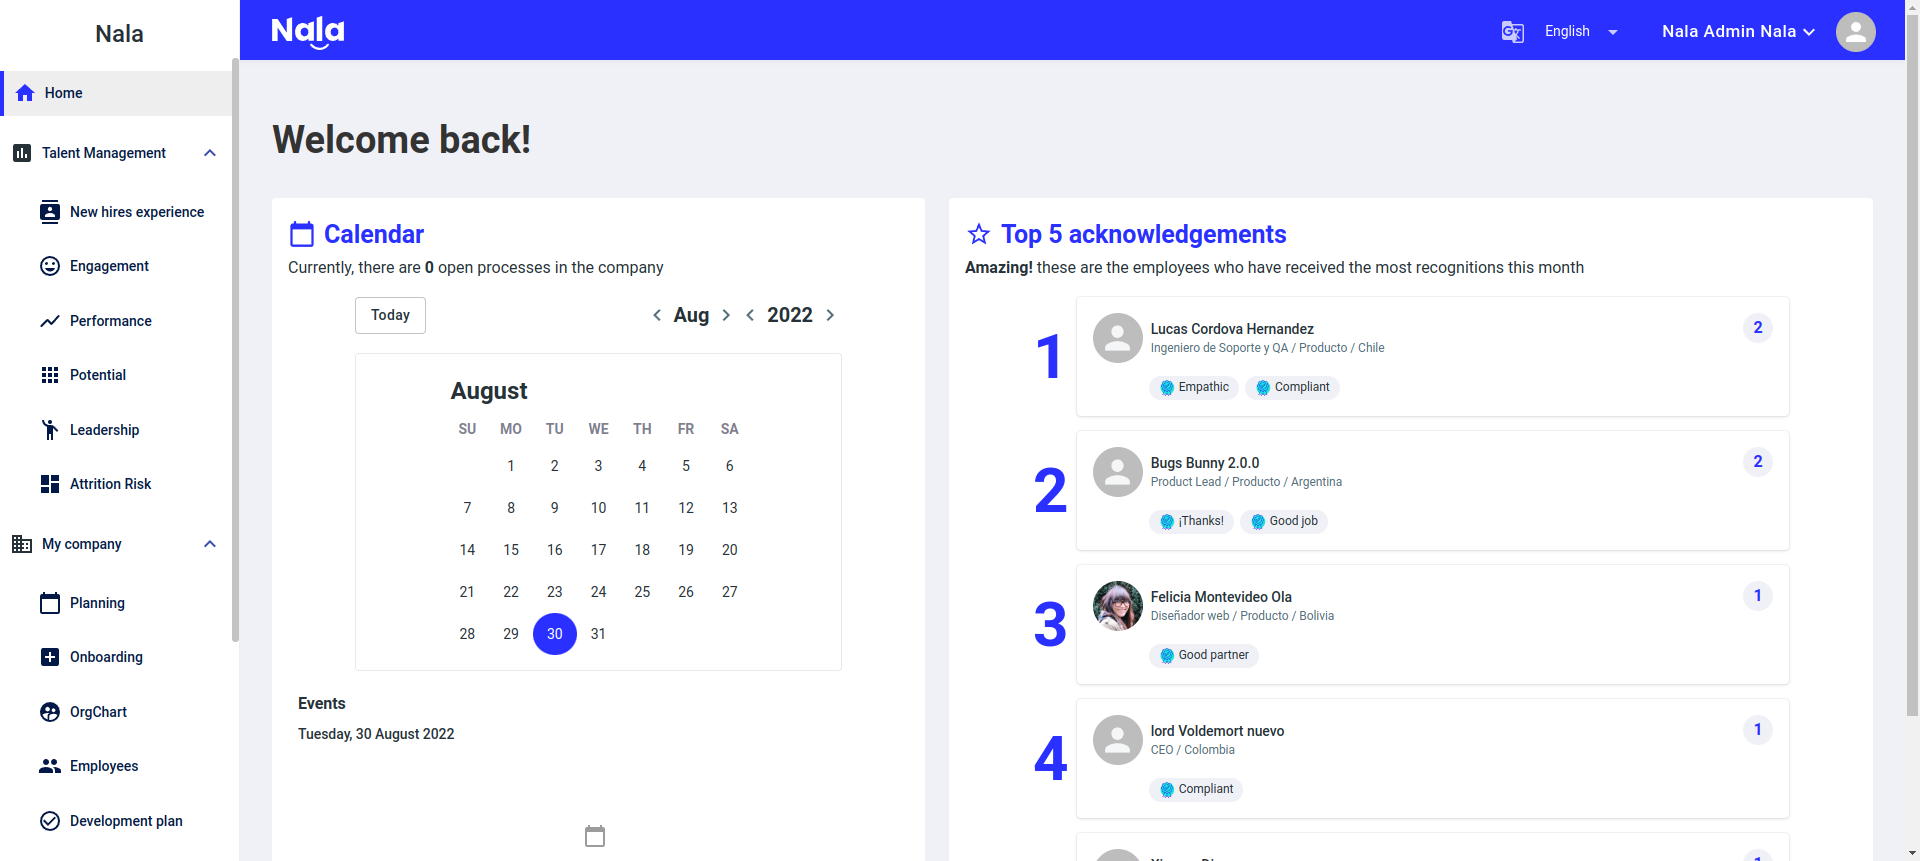 Nala
Nala
English
Nala Admin Nala
Home
Talent Management
New hires experience
Engagement
Performance
Potential
Leadership
Attrition Risk
My company
Planning
Onboarding
OrgChart
Employees
Development plan
Welcome back!
Calendar
Currently, there are 0 open processes in the company
Today
Aug
2022
August
SU MO TU WE TH FR SA
1 2 3 4 5 6
7 8 9 10 11 12 13
14 15 16 17 18 19 20
21 22 23 24 25 26 27
28 29 30 31
Events
Tuesday, 30 August 2022
Top 5 acknowledgements
Amazing! these are the employees who have received the most recognitions this month
1
Lucas Cordova Hernandez
2
Ingeniero de Soporte y QA / Producto / Chile
Empathic
Compliant
2
Bugs Bunny 2.0.0
2
Product Lead / Producto / Argentina
¡Thanks!
Good job
3
Felicia Montevideo Ola
1
Diseñador web / Producto / Bolivia
Good partner
4
lord Voldemort nuevo
1
CEO / Colombia
Compliant